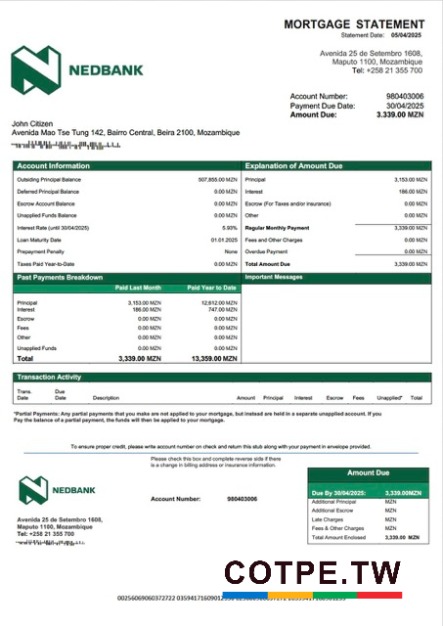 MORTGAGE STATEMENT
Statement Date: 05/04/2025
NEDBANK
Avenida 25 de Setembro 1608,
Maputo 1100, Mozambique
Tel: +258 21 355 700
Account Number: 980403006
Payment Due Date: 30/04/2025
Amount Due: 3.339.00 MZN
John Citizen
Avenida Mao Tse Tung 142, Bairro Central, Beira 2100, Mozambique
Account Information
Outsiding Principal Balance 507,855.00 MZN
Deferred Principal Balance 0.00 MZN
Escrow Account Balance 0.00 MZN
Unapplied Funds Balance 0.00 MZN
Interest Rate (until 30/04/2025) 5.93%
Loan Maturity Date 01.01.2025
Prepayment Penalty None
Taxes Paid Year-to-Date 0.00 MZN
Explanation of Amount Due
Principal 3,153.00 MZN
Interest 186.00 MZN
Escrow (For Taxes and/or Insurance) 0.00 MZN
Other 0.00 MZN
Regular Monthly Payment 3,339.00 MZN
Fees and Other Charges 0.00 MZN
Overdue Payment 0.00 MZN
Total Amount Due 3,339.00 MZN
Past Payments Breakdown
Paid Last Month Paid Year to Date
Principal 3,153.00 MZN 12,612.00 MZN
Interest 186.00 MZN 747.00 MZN
Escrow 0.00 MZN 0.00 MZN
Fees 0.00 MZN 0.00 MZN
Other 0.00 MZN 0.00 MZN
Unapplied Funds 0.00 MZN 0.00 MZN
Total 3,339.00 MZN 13,359.00 MZN
Important Messages
Transaction Activity
Trans. Date Due Date Description Amount Principal Interest Escrow Fees Unapplied* Total
*Partial Payments: Any partial payments that you make are not applied to your mortgage, but instead are held in a separate unapplied account. If you
Pay the balance of a partial payment, the funds will then be applied to your mortgage.
To ensure proper credit, please write account number on check and return this stub along with your payment in envelope provided.
Please check this box and complete reverse side if there
is a change in billing address or insurance information.
NEDBANK
Account Number: 980403006
Avenida 25 de Setembro 1608,
Maputo 1100, Mozambique
Tel: +258 21 355 700
Amount Due
Due By 30/04/2025: 3,339.00MZN
Additional Principal MZN
Additional Escrow MZN
Late Charges MZN
Fees & Other Charges MZN
Total Amount Enclosed 3,339.00 MZN
COTPE.TW